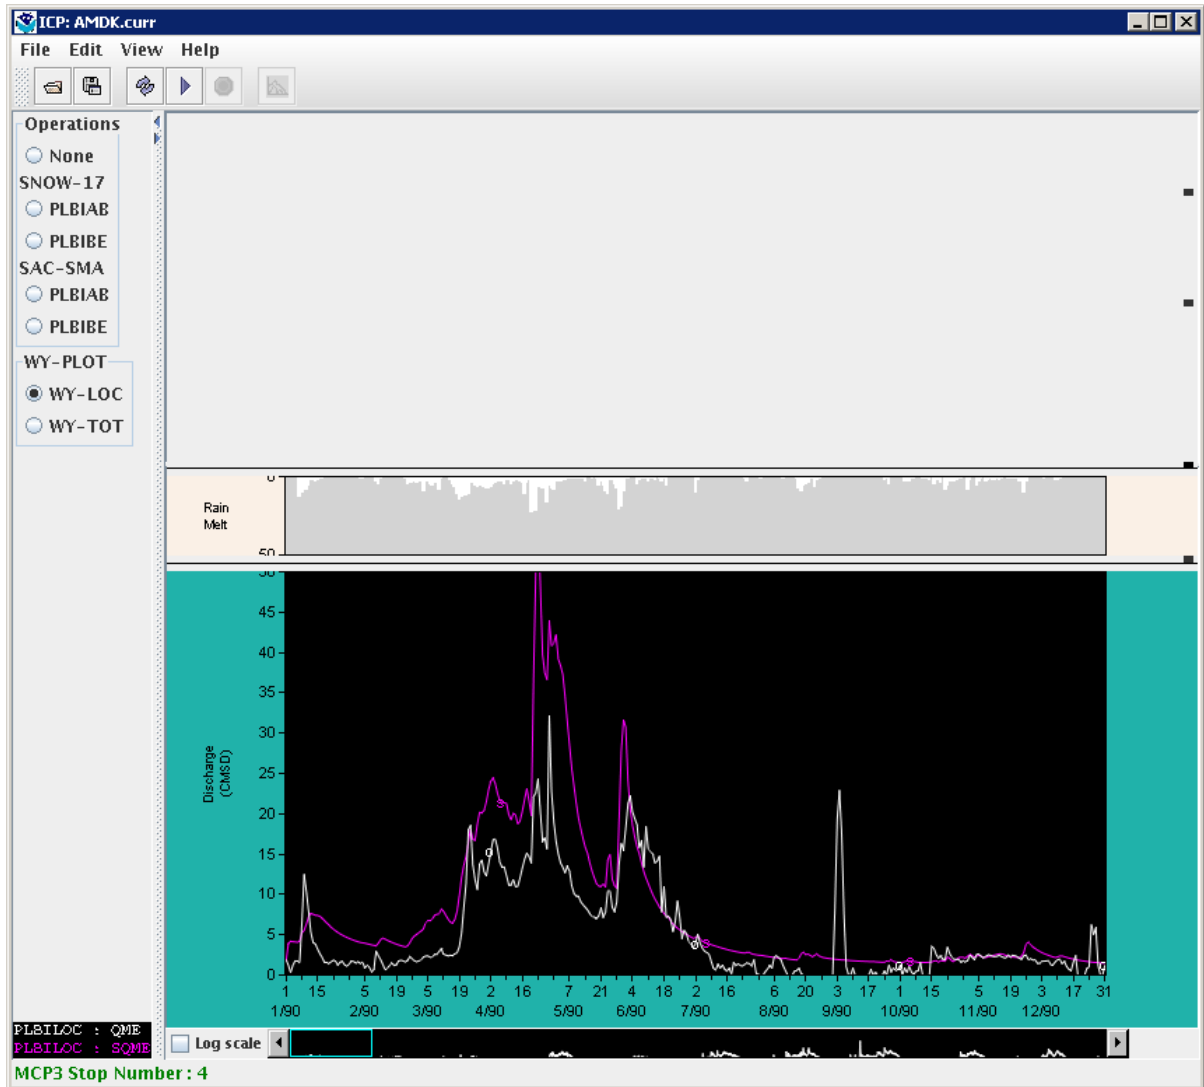 ICP: AMDK.curr
File Edit View Help
Operations
None
SNOW-17
PLBIAB
PLBIBE
SAC-SMA
PLBIAB
PLBIBE
WY-PLOT
WY-LOC
WY-TOT
0
Rain
Melt
50
50
45
40
35
30
25
20
15
10
5
0
Discharge
(CMSD)
1 15 5 19 5 19 2 16 7 21 4 18 2 16 6 20 3 17 1 15 5 19 3 17 31
1/90 2/90 3/90 4/90 5/90 6/90 7/90 8/90 9/90 10/90 11/90 12/90
PLBILOC : QME
PLBILOC : SQME
Log scale
MCP3 Stop Number : 4